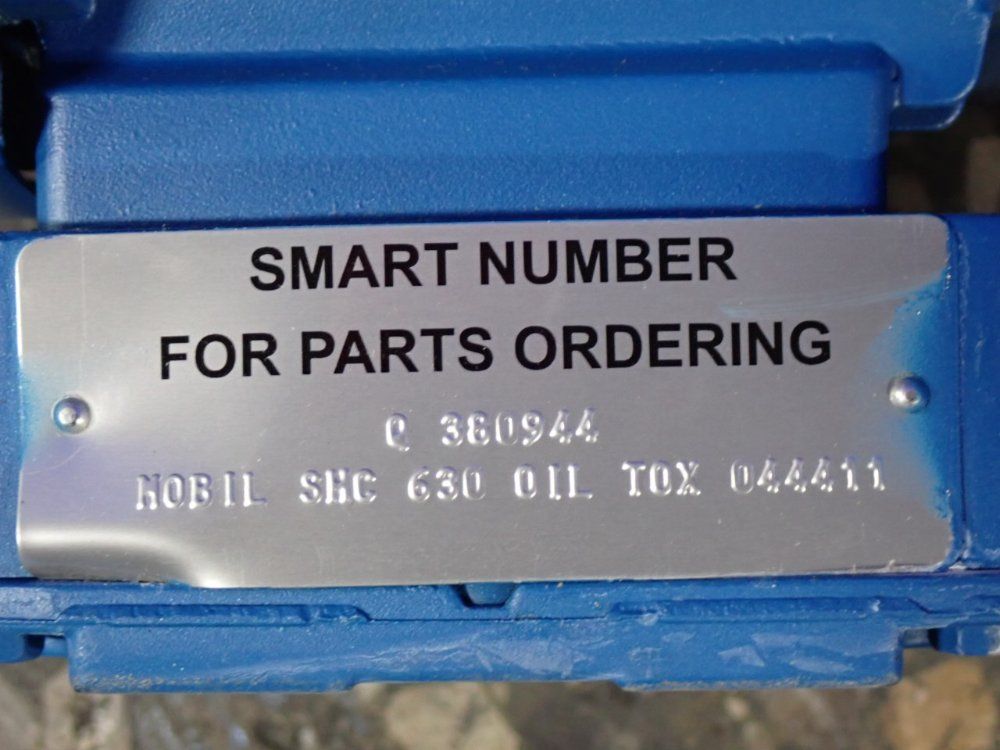 SMART NUMBER
FOR PARTS ORDERING
Q 380944
MOBIL SHC 630 OIL TOX 044411